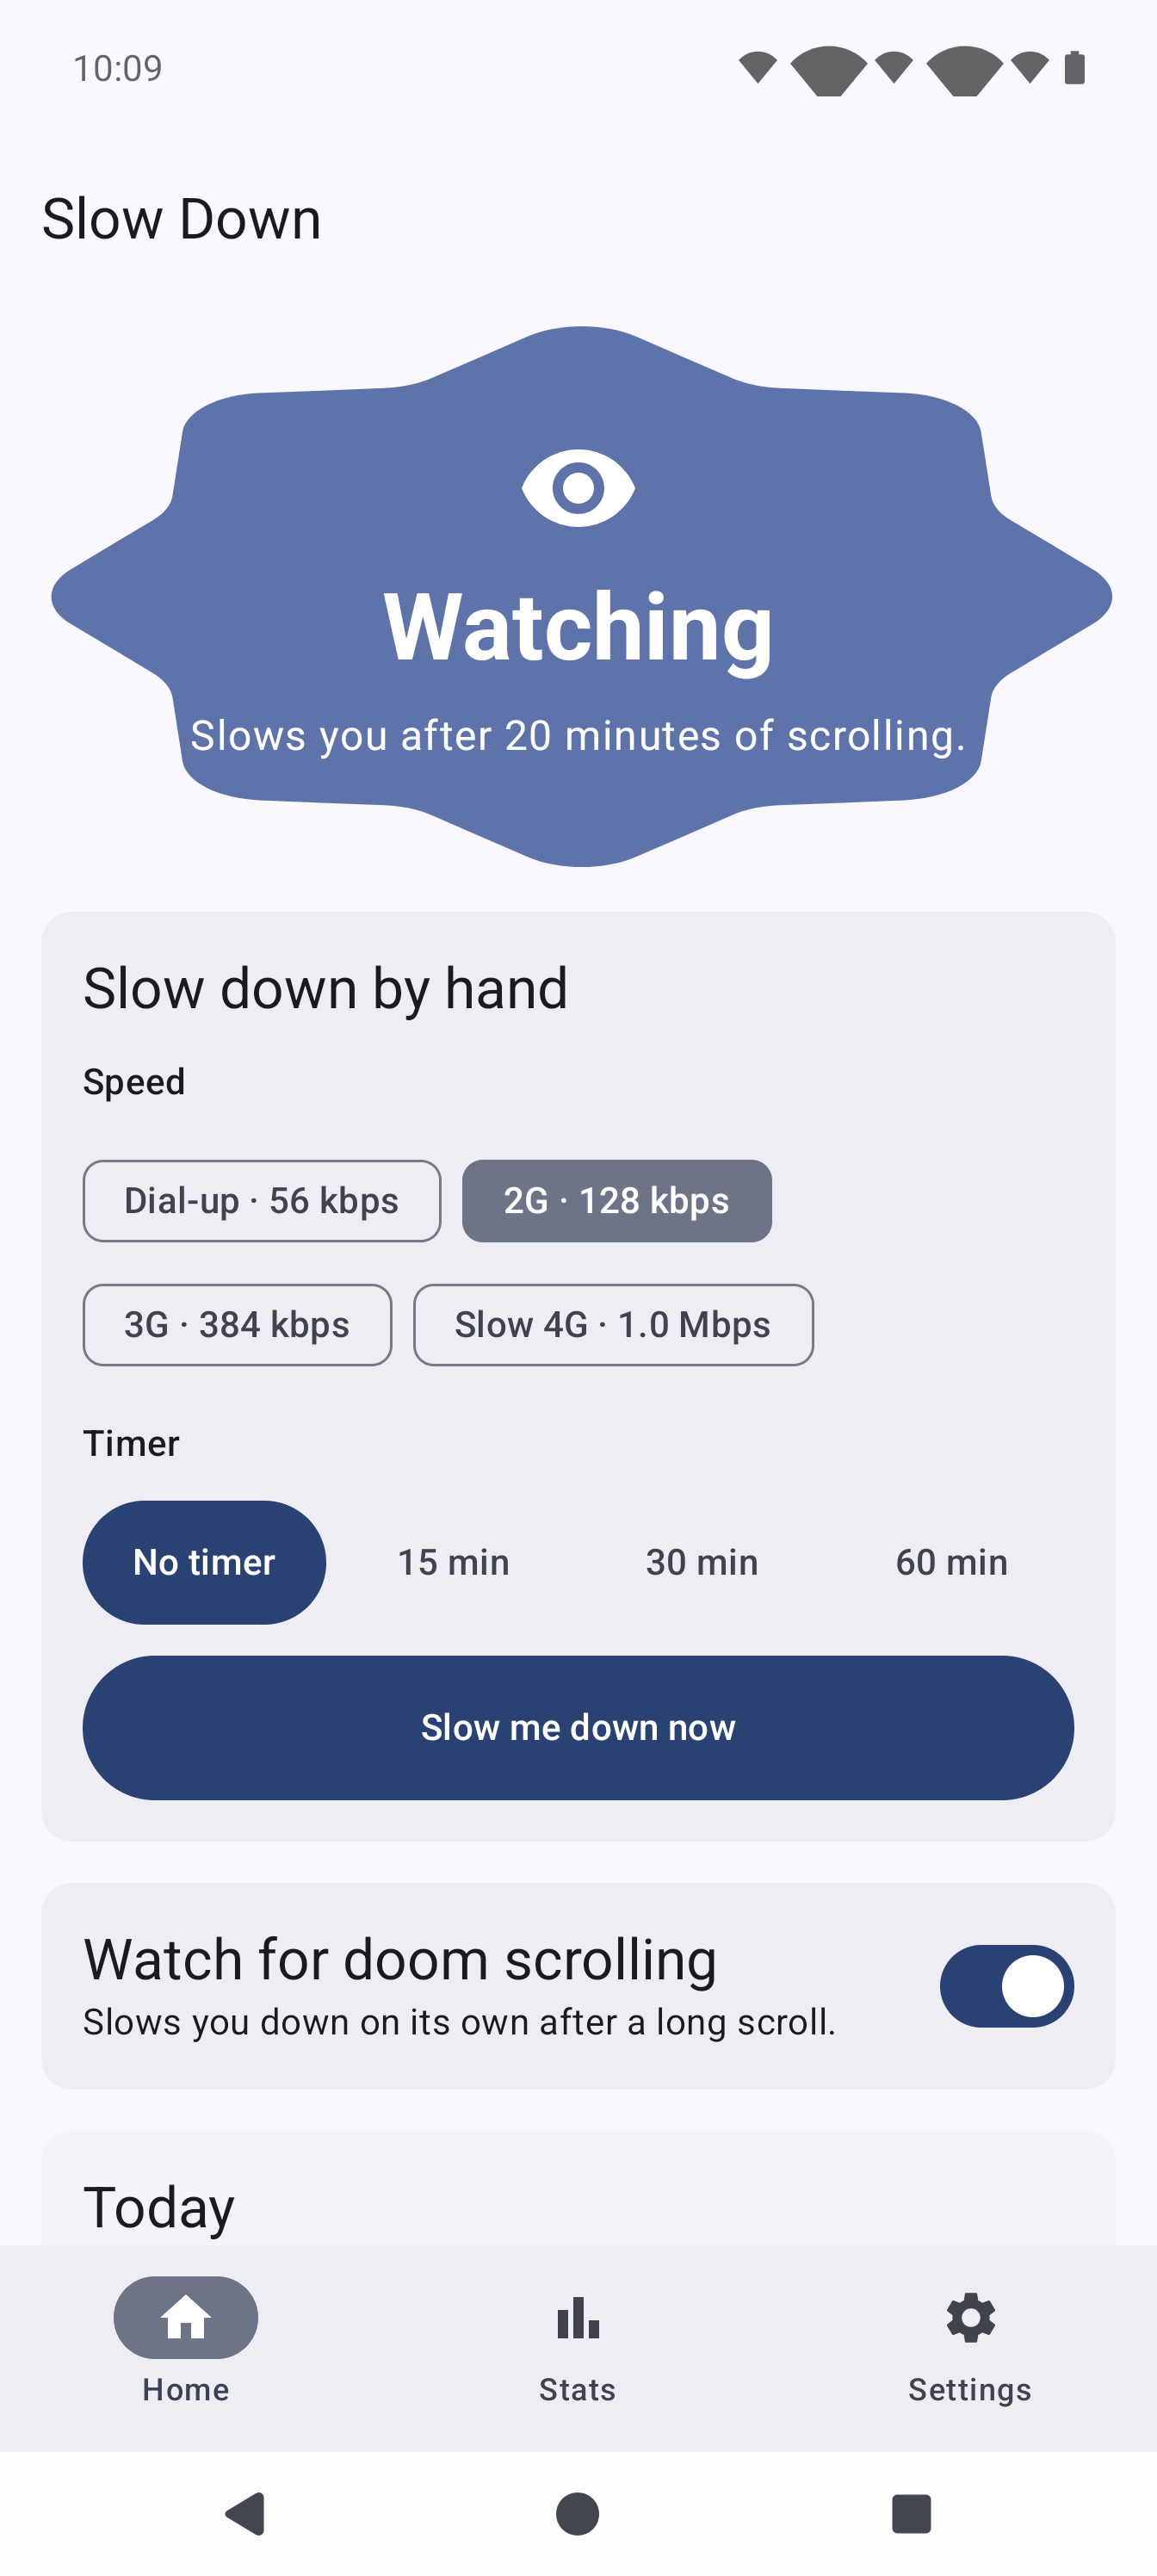 10:09
Slow Down
Watching
Slows you after 20 minutes of scrolling.
Slow down by hand
Speed
Dial-up · 56 kbps
2G · 128 kbps
3G · 384 kbps
Slow 4G · 1.0 Mbps
Timer
No timer
15 min
30 min
60 min
Slow me down now
Watch for doom scrolling
Slows you down on its own after a long scroll.
Today
Home
Stats
Settings